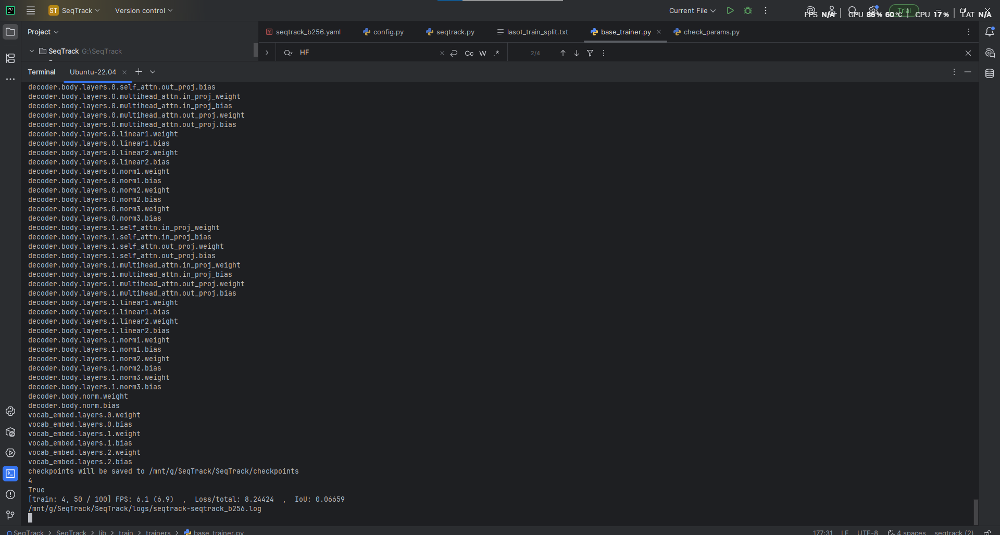 PC ST SeqTrack Version control Current File Trial FPS N/A GPU 86% 60°C CPU 17% LAT N/A
Project seqtrack_b256.yaml config.py seqtrack.py lasot_train_split.txt base_trainer.py check_params.py
SeqTrack G:\SeqTrack HF Cc W .* 2/4
Terminal Ubuntu-22.04
decoder.body.layers.0.self_attn.out_proj.bias
decoder.body.layers.0.multihead_attn.in_proj_weight
decoder.body.layers.0.multihead_attn.in_proj_bias
decoder.body.layers.0.multihead_attn.out_proj.weight
decoder.body.layers.0.multihead_attn.out_proj.bias
decoder.body.layers.0.linear1.weight
decoder.body.layers.0.linear1.bias
decoder.body.layers.0.linear2.weight
decoder.body.layers.0.linear2.bias
decoder.body.layers.0.norm1.weight
decoder.body.layers.0.norm1.bias
decoder.body.layers.0.norm2.weight
decoder.body.layers.0.norm2.bias
decoder.body.layers.0.norm3.weight
decoder.body.layers.0.norm3.bias
decoder.body.layers.1.self_attn.in_proj_weight
decoder.body.layers.1.self_attn.in_proj_bias
decoder.body.layers.1.self_attn.out_proj.weight
decoder.body.layers.1.self_attn.out_proj.bias
decoder.body.layers.1.multihead_attn.in_proj_weight
decoder.body.layers.1.multihead_attn.in_proj_bias
decoder.body.layers.1.multihead_attn.out_proj.weight
decoder.body.layers.1.multihead_attn.out_proj.bias
decoder.body.layers.1.linear1.weight
decoder.body.layers.1.linear1.bias
decoder.body.layers.1.linear2.weight
decoder.body.layers.1.linear2.bias
decoder.body.layers.1.norm1.weight
decoder.body.layers.1.norm1.bias
decoder.body.layers.1.norm2.weight
decoder.body.layers.1.norm2.bias
decoder.body.layers.1.norm3.weight
decoder.body.layers.1.norm3.bias
decoder.body.norm.weight
decoder.body.norm.bias
vocab_embed.layers.0.weight
vocab_embed.layers.0.bias
vocab_embed.layers.1.weight
vocab_embed.layers.1.bias
vocab_embed.layers.2.weight
vocab_embed.layers.2.bias
checkpoints will be saved to /mnt/g/SeqTrack/SeqTrack/checkpoints
4
True
[train: 4, 50 / 100] FPS: 6.1 (6.9)  ,  Loss/total: 8.24424  ,  IoU: 0.06659
/mnt/g/SeqTrack/SeqTrack/logs/seqtrack-seqtrack_b256.log
SeqTrack > SeqTrack > lib > train > trainers > base_trainer.py 177:31 LF UTF-8 4 spaces seqtrack (2)